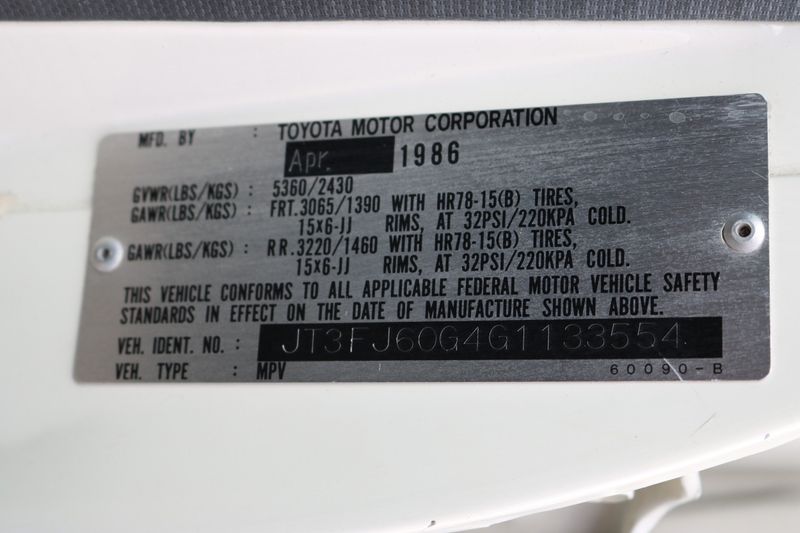 MFD. BY : TOYOTA MOTOR CORPORATION
Apr. 1986
GVWR(LBS/KGS) : 5360/2430
GAWR(LBS/KGS) : FRT.3065/1390 WITH HR78-15(B) TIRES,
15X6-JJ RIMS, AT 32PSI/220KPA COLD.
GAWR(LBS/KGS) : RR.3220/1460 WITH HR78-15(B) TIRES,
15X6-JJ RIMS, AT 32PSI/220KPA COLD.
THIS VEHICLE CONFORMS TO ALL APPLICABLE FEDERAL MOTOR VEHICLE SAFETY
STANDARDS IN EFFECT ON THE DATE OF MANUFACTURE SHOWN ABOVE.
VEH. IDENT. NO. : JT3FJ60G4G1133554
VEH. TYPE : MPV 60090-B